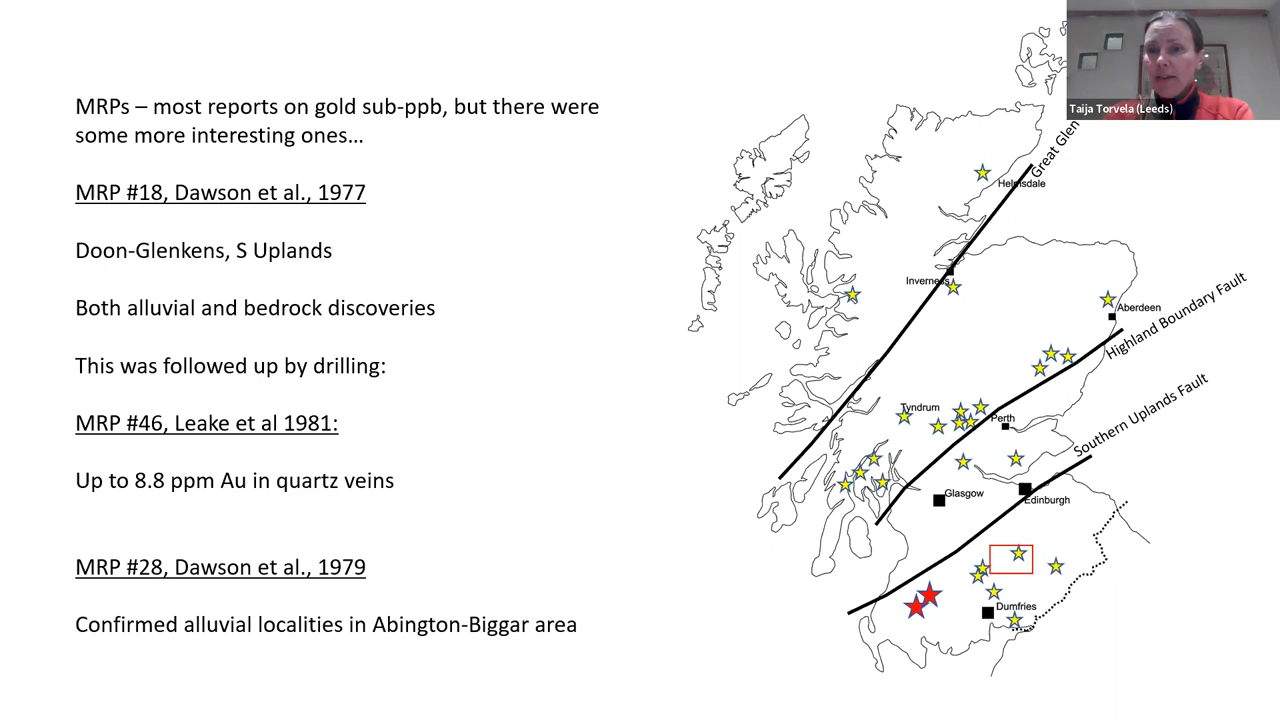 MRPs – most reports on gold sub-ppb, but there were
some more interesting ones…
MRP #18, Dawson et al., 1977
Doon-Glenkens, S Uplands
Both alluvial and bedrock discoveries
This was followed up by drilling:
MRP #46, Leake et al 1981:
Up to 8.8 ppm Au in quartz veins
MRP #28, Dawson et al., 1979
Confirmed alluvial localities in Abington-Biggar area
Taija Torvela (Leeds)
Great Glen
Helmsdale
Inverness
Aberdeen
Highland Boundary Fault
Tyndrum
Perth
Southern Uplands Fault
Glasgow
Edinburgh
Dumfries